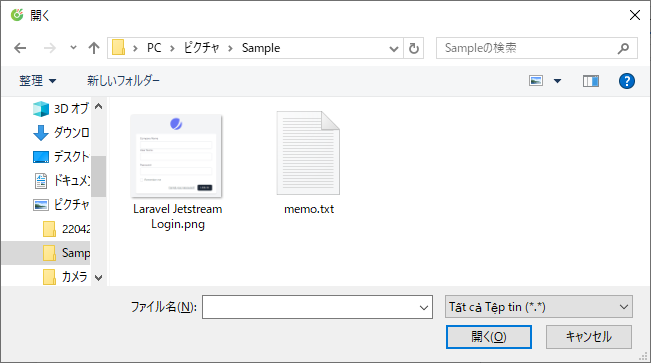 開く
PC › ピクチャ › Sample
Sampleの検索
整理
新しいフォルダー
3D オブ
ダウンロ
デスクト
ドキュメン
ピクチャ
22042
Samp
カメラ
Laravel Jetstream
Login.png
memo.txt
ファイル名(N):
Tất cả Tệp tin (*.*)
開く(O)
キャンセル